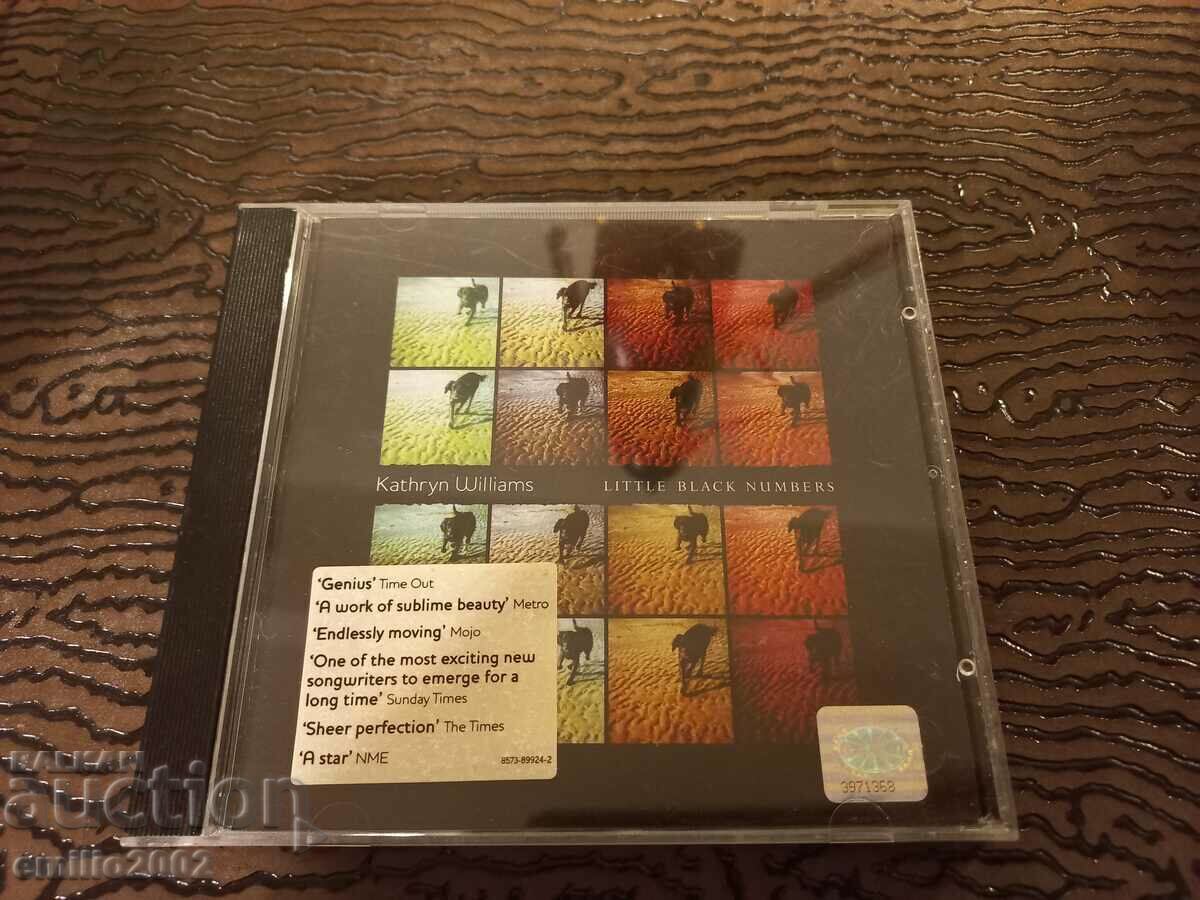 Kathryn Williams LITTLE BLACK NUMBERS
'Genius' Time Out
'A work of sublime beauty' Metro
'Endlessly moving' Mojo
'One of the most exciting new
songwriters to emerge for a
long time' Sunday Times
'Sheer perfection' The Times
'A star' NME 8573-89924-2
3971368
BALKAN
auction
emilio2002